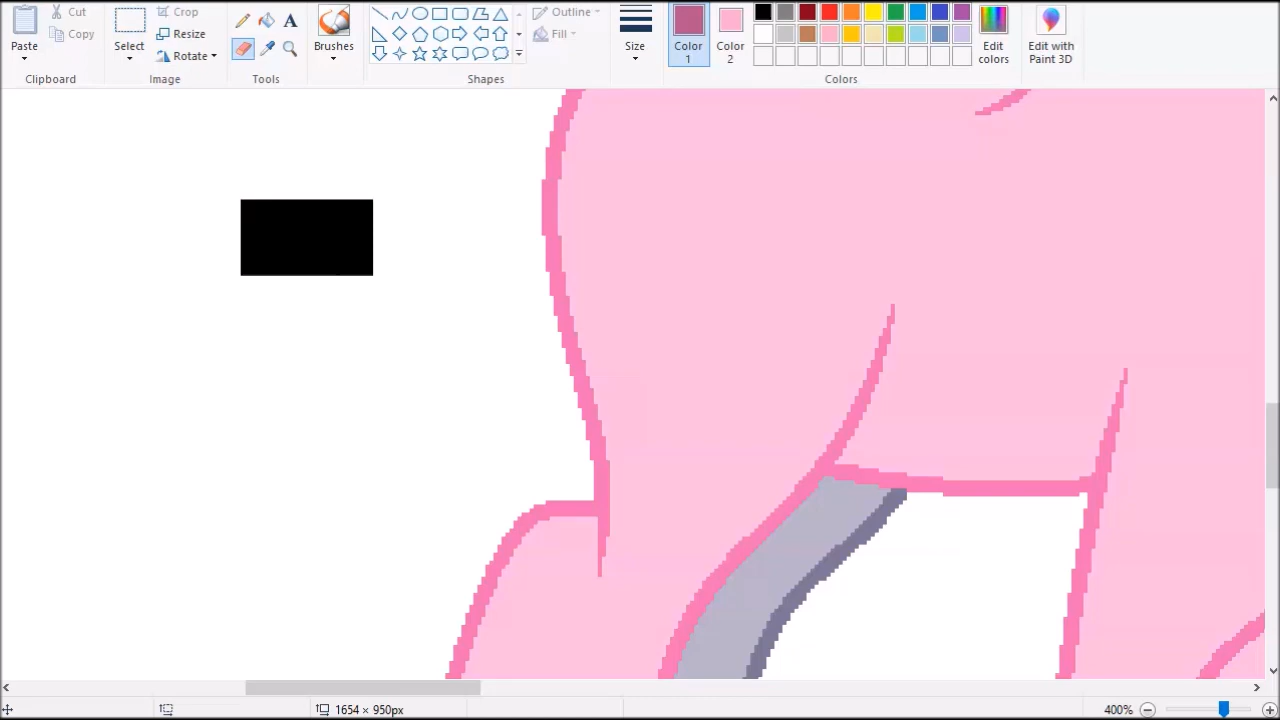 Cut
Crop
Copy
Resize
Rotate
Paste
Select
A
Brushes
Outline
Fill
Size
Color 1
Color 2
Edit colors
Edit with Paint 3D
Clipboard
Image
Tools
Shapes
Colors
1654 × 950px
400%